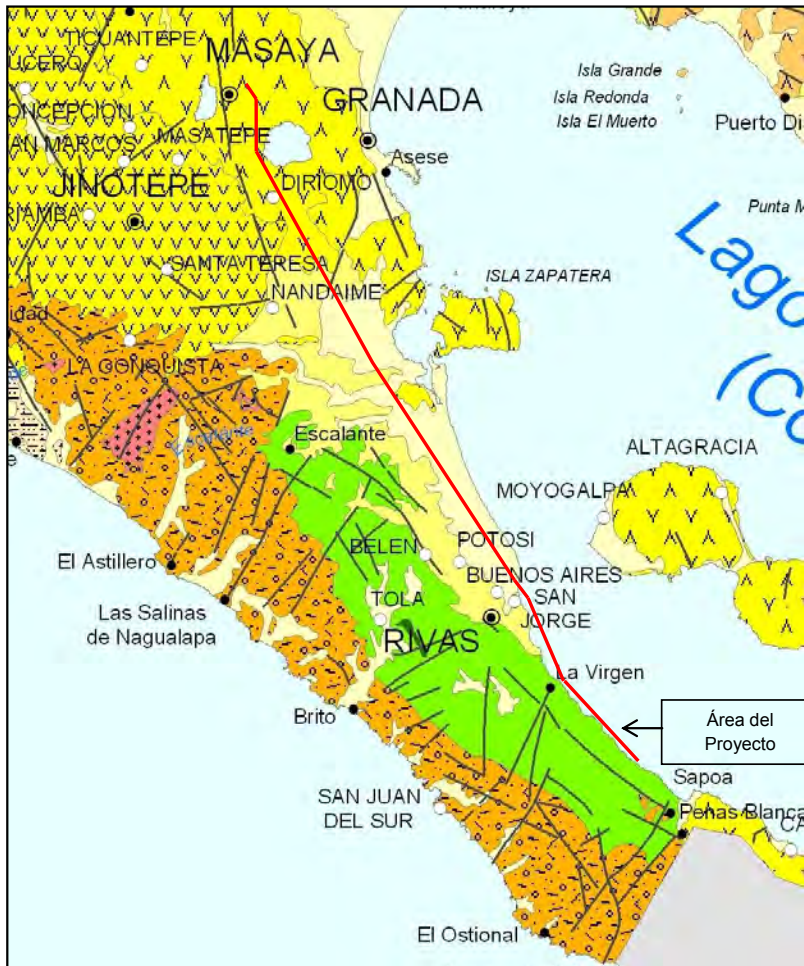 TICUANTEPE
MASAYA
UCERO
Isla Grande
ONCEPCION
GRANADA
Isla Redonda
Isla El Muerto
Puerto Di
AN MARCOS
MASATEPE
Asese
JINOTEPE
DIRIOMO
RIAMBA
Punta M
Lago
SANTA TERESA
ISLA ZAPATERA
NANDAIME
idad
(Co
LA CONQUISTA
Escalante
ALTAGRACIA
e
MOYOGALPA
El Astillero
BELEN
POTOSI
BUENOS AIRES
Las Salinas
de Nagualapa
TOLA
SAN
JORGE
RIVAS
La Virgen
Brito
Área del
Proyecto
Sapoa
SAN JUAN
DEL SUR
Penas Blanca
CA
El Ostional